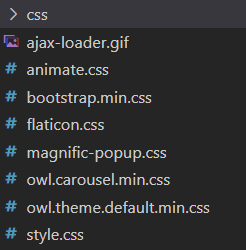 css
ajax-loader.gif
animate.css
bootstrap.min.css
flaticon.css
magnific-popup.css
owl.carousel.min.css
owl.theme.default.min.css
style.css